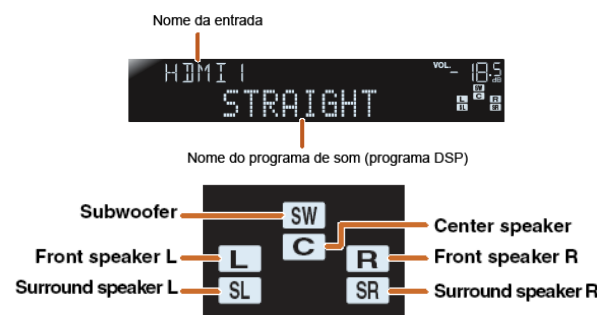 Nome da entrada
HDMI 1
VOL. -18.5 dB
SW
L C R
SL SR
STRAIGHT
Nome do programa de som (programa DSP)
Subwoofer
SW
Center speaker
C
Front speaker L
L
R
Front speaker R
Surround speaker L
SL
SR
Surround speaker R